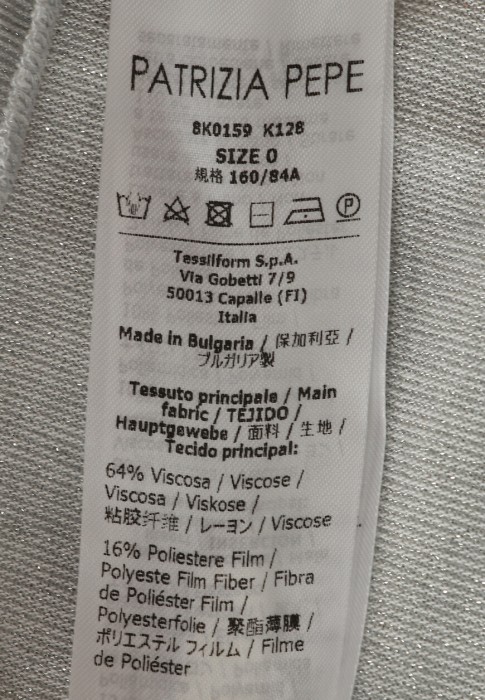 PATRIZIA PEPE
8K0159 K128
SIZE 0
規格 160/84A
Tessilform S.p.A.
Via Gobetti 7/9
50013 Capalle (FI)
Italia
Made in Bulgaria / 保加利亞 /
ブルガリア製
Tessuto principale / Main
fabric / TEJIDO /
Hauptgewebe / 面料 / 生地 /
Tecido principal:
64% Viscosa / Viscose /
Viscosa / Viskose /
粘胶纤维 / レーヨン / Viscose
16% Poliestere Film /
Polyeste Film Fiber / Fibra
de Poliéster Film /
Polyesterfolie / 聚酯薄膜 /
ポリエステル フィルム / Filme
de Poliéster